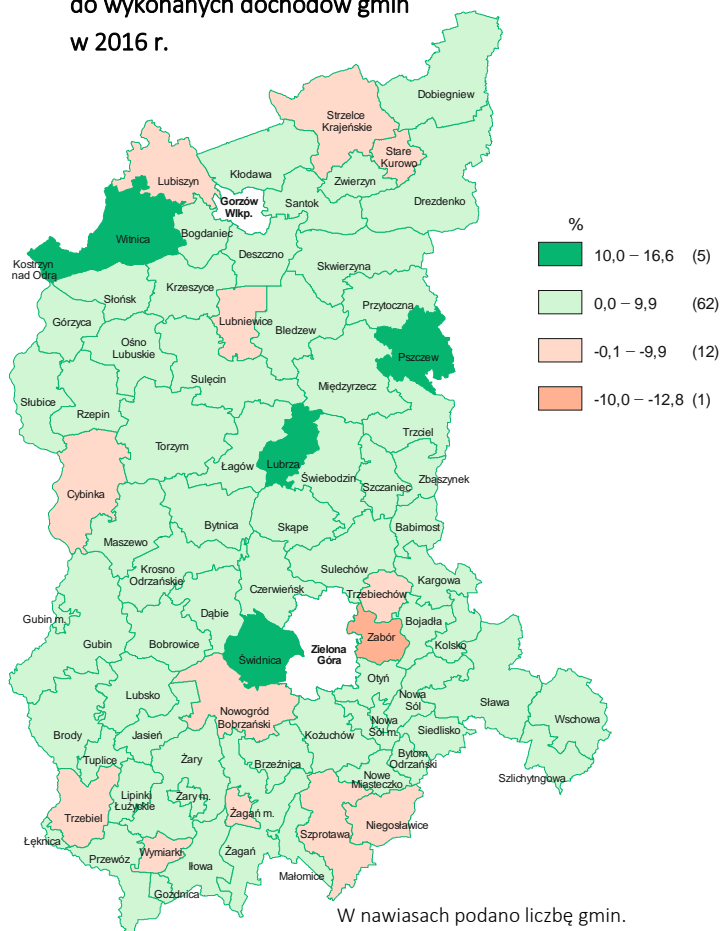 do wykonanych dochodów gmin
w 2016 r.
Dobiegniew
Strzelce
Krajeńskie
Stare
Kurowo
Kłodawa
Zwierzyn
Lubiszyn
Gorzów
Wlkp.
Santok
Drezdenko
Witnica
Bogdaniec
Deszczno
Kostrzyn
nad Odrą
Skwierzyna
Krzeszyce
Słońsk
Przytoczna
Górzyca
Lubniewice
Bledzew
Ośno
Lubuskie
Pszczew
Sulęcin
Międzyrzecz
Słubice
Rzepin
Trzciel
Torzym
Łagów
Lubrza
Świebodzin
Zbąszynek
Szczaniec
Cybinka
Bytnica
Skąpe
Babimost
Maszewo
Krosno
Odrzańskie
Sulechów
Kargowa
Czerwieńsk
Trzebiechów
Gubin m.
Dąbie
Bojadła
Gubin
Bobrowice
Zabór
Kolsko
Zielona
Góra
Świdnica
Otyń
Lubsko
Nowa
Sól
Sława
Nowogród
Bobrzański
Nowa
Sól m.
Wschowa
Brody
Jasień
Kożuchów
Siedlisko
Tuplice
Żary
Brzeźnica
Bytom
Odrzański
Nowe
Miasteczko
Szlichtyngowa
Lipinki
Łużyckie
Żary m.
Trzebiel
Żagań m.
Niegosławice
Szprotawa
Łęknica
Przewóz
Wymiarki
Żagań
Iłowa
Małomice
Gozdnica
%
10,0 – 16,6 (5)
0,0 – 9,9 (62)
-0,1 – -9,9 (12)
-10,0 – -12,8 (1)
W nawiasach podano liczbę gmin.